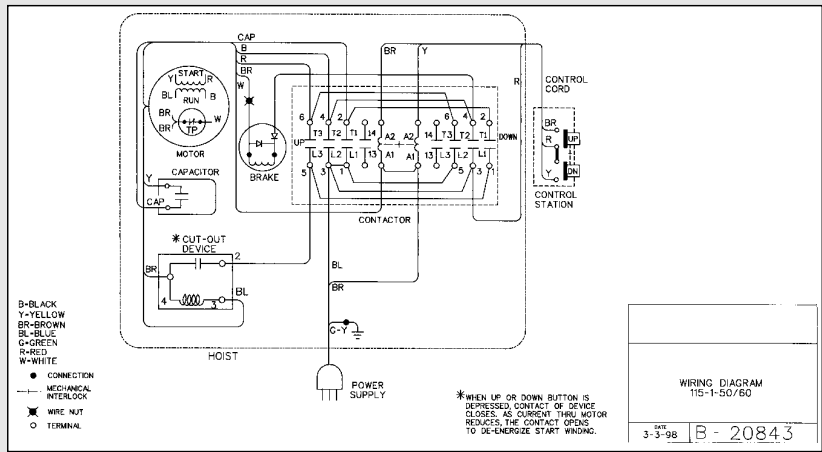 CAP
B
R
BR
W
BR
Y
R
CONTROL
CORD
START
Y
R
BL
RUN
B
BR
BR
TP
W
MOTOR
BRAKE
6 4 2
T3 T2 T1 14 A2 A2 14 T3 T2 T1
6 4 2
UP
DOWN
L3 L2 L1 13 A1 A1 13 L3 L2 L1
5 3 1 5 3 1
CONTACTOR
BR
R
Y
UP
DN
CONTROL
STATION
CAPACITOR
Y
CAP
* CUT-OUT
DEVICE
2
BR
BL
4 3
BL
BR
G-Y
HOIST
POWER
SUPPLY
B-BLACK
Y-YELLOW
BR-BROWN
BL-BLUE
G-GREEN
R-RED
W-WHITE
CONNECTION
MECHANICAL
INTERLOCK
WIRE NUT
TERMINAL
*WHEN UP OR DOWN BUTTON IS
DEPRESSED, CONTACT OF DEVICE
CLOSES. AS CURRENT THRU MOTOR
REDUCES, THE CONTACT OPENS
TO DE-ENERGIZE START WINDING.
WIRING DIAGRAM
115-1-50/60
DATE
3-3-98
B - 20843